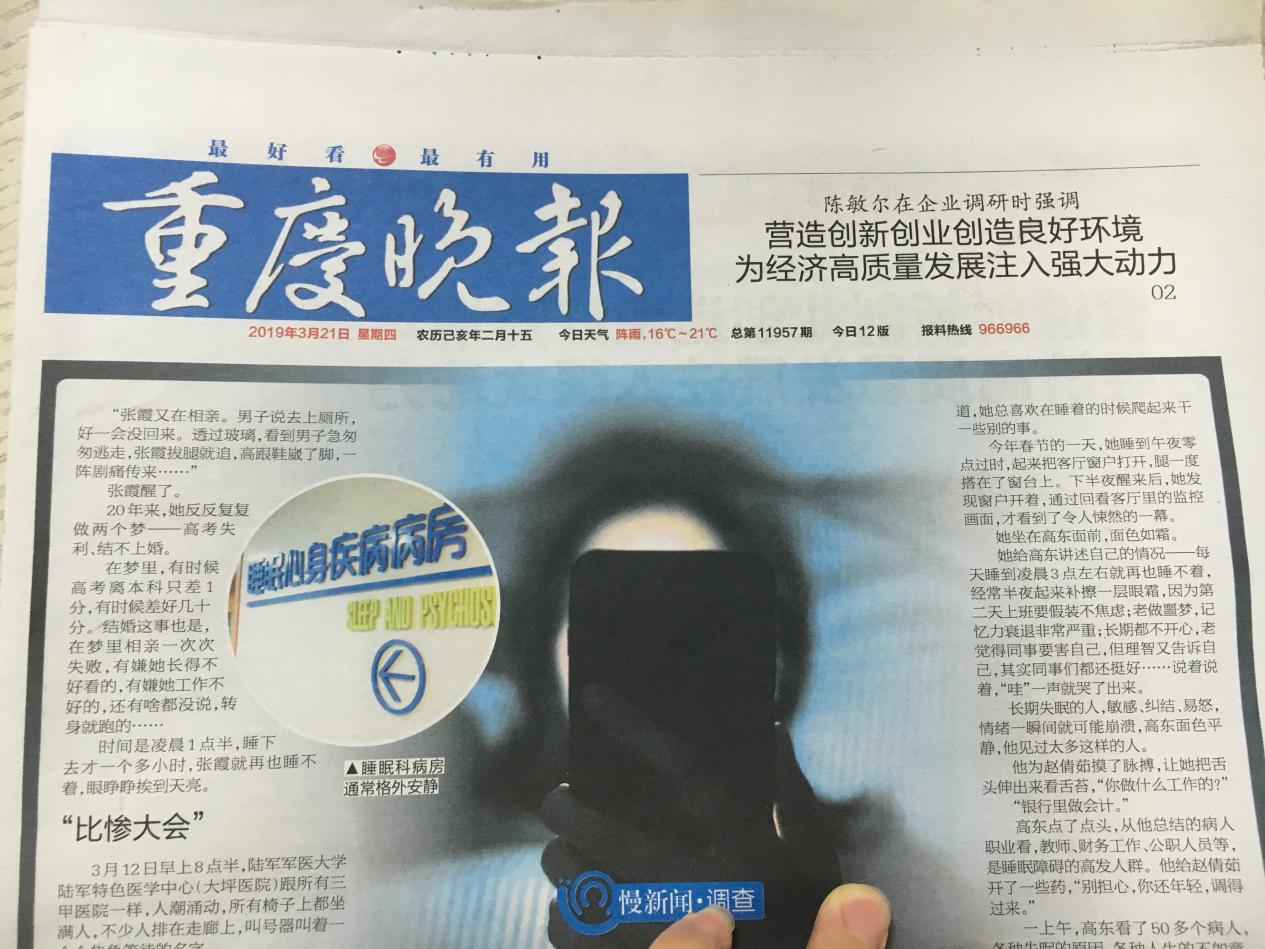 最好看 最有用
重慶晚報
陈敏尔在企业调研时强调
营造创新创业创造良好环境
为经济高质量发展注入强大动力
02
2019年3月21日 星期四 农历己亥年二月十五 今日天气 阵雨,16℃~21℃ 总第11957期 今日12版 报料热线 966966
“张霞又在相亲。男子说去上厕所，
好一会没回来。透过玻璃，看到男子急匆
匆逃走，张霞拔腿就追，高跟鞋崴了脚，一
阵剧痛传来……”
张霞醒了。
20年来，她反反复复
做两个梦——高考失
利、结不上婚。
在梦里，有时候
高考离本科只差1
分，有时候差好几十
分。结婚这事也是，
在梦里相亲一次次
失败，有嫌她长得不
好看的，有嫌她工作不
好的，还有啥都没说，转
身就跑的……
时间是凌晨1点半，睡下
去才一个多小时，张霞就再也睡不
着，眼睁睁挨到天亮。
“比惨大会”
3月12日早上8点半，陆军军医大学
陆军特色医学中心（大坪医院）跟所有三
甲医院一样，人潮涌动，所有椅子上都坐
满人，不少人排在走廊上，叫号器叫着一
睡眠心身疾病病房
SLEEP AND PSYCHOS
▲睡眠科病房
通常格外安静
慢新闻·调查
道，她总喜欢在睡着的时候爬起来干
一些别的事。
今年春节的一天，她睡到午夜零
点过时，起来把客厅窗户打开，腿一度
搭在了窗台上。下半夜醒来后，她发
现窗户开着，通过回看客厅里的监控
画面，才看到了令人悚然的一幕。
她坐在高东面前，面色如霜。
她给高东讲述自己的情况——每
天睡到凌晨3点左右就再也睡不着，
经常半夜起来补擦一层眼霜，因为第
二天上班要假装不焦虑；老做噩梦，记
忆力衰退非常严重；长期都不开心，老
觉得同事要害自己，但理智又告诉自
己，其实同事们都还挺好……说着说
着，“哇”一声就哭了出来。
长期失眠的人，敏感、纠结、易怒，
情绪一瞬间就可能崩溃，高东面色平
静，他见过太多这样的人。
他为赵倩茹摸了脉搏，让她把舌
头伸出来看舌苔，“你做什么工作的？”
“银行里做会计。”
高东点了点头，从他总结的病人
职业看，教师、财务工作、公职人员等，
是睡眠障碍的高发人群。他给赵倩茹
开了一些药，“别担心，你还年轻，调得
过来。”
一上午，高东看了50多个病人，